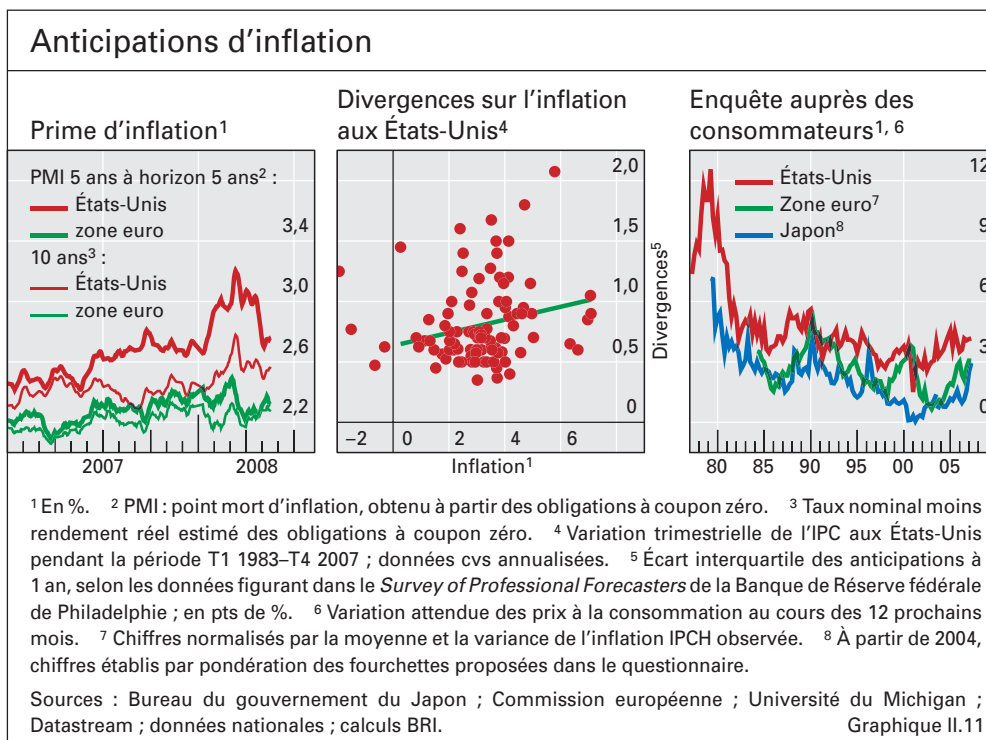 Anticipations d'inflation
Prime d'inflation¹
PMI 5 ans à horizon 5 ans² :
États-Unis
zone euro
10 ans³ :
États-Unis
zone euro
3,4
3,0
2,6
2,2
2007
2008
Divergences sur l'inflation
aux États-Unis⁴
2,0
1,5
1,0
0,5
0
Divergences⁵
–2
0
2
4
6
Inflation¹
Enquête auprès des
consommateurs¹, ⁶
États-Unis
Zone euro⁷
Japon⁸
12
9
6
3
0
80
85
90
95
00
05
¹ En %. ² PMI : point mort d'inflation, obtenu à partir des obligations à coupon zéro. ³ Taux nominal moins
rendement réel estimé des obligations à coupon zéro. ⁴ Variation trimestrielle de l'IPC aux États-Unis
pendant la période T1 1983–T4 2007 ; données cvs annualisées. ⁵ Écart interquartile des anticipations à
1 an, selon les données figurant dans le Survey of Professional Forecasters de la Banque de Réserve fédérale
de Philadelphie ; en pts de %. ⁶ Variation attendue des prix à la consommation au cours des 12 prochains
mois. ⁷ Chiffres normalisés par la moyenne et la variance de l'inflation IPCH observée. ⁸ À partir de 2004,
chiffres établis par pondération des fourchettes proposées dans le questionnaire.
Sources : Bureau du gouvernement du Japon ; Commission européenne ; Université du Michigan ;
Datastream ; données nationales ; calculs BRI. Graphique II.11